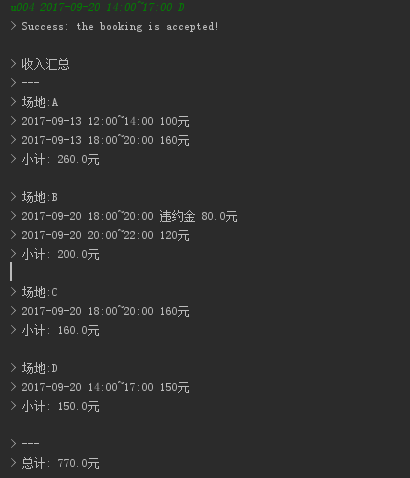 u004 2017-09-20 14:00~17:00 D
> Success: the booking is accepted!
> 收入汇总
> ---
> 场地:A
> 2017-09-13 12:00~14:00 100元
> 2017-09-13 18:00~20:00 160元
> 小计: 260.0元
> 场地:B
> 2017-09-20 18:00~20:00 违约金 80.0元
> 2017-09-20 20:00~22:00 120元
> 小计: 200.0元
> 场地:C
> 2017-09-20 18:00~20:00 160元
> 小计: 160.0元
> 场地:D
> 2017-09-20 14:00~17:00 150元
> 小计: 150.0元
> ---
> 总计: 770.0元